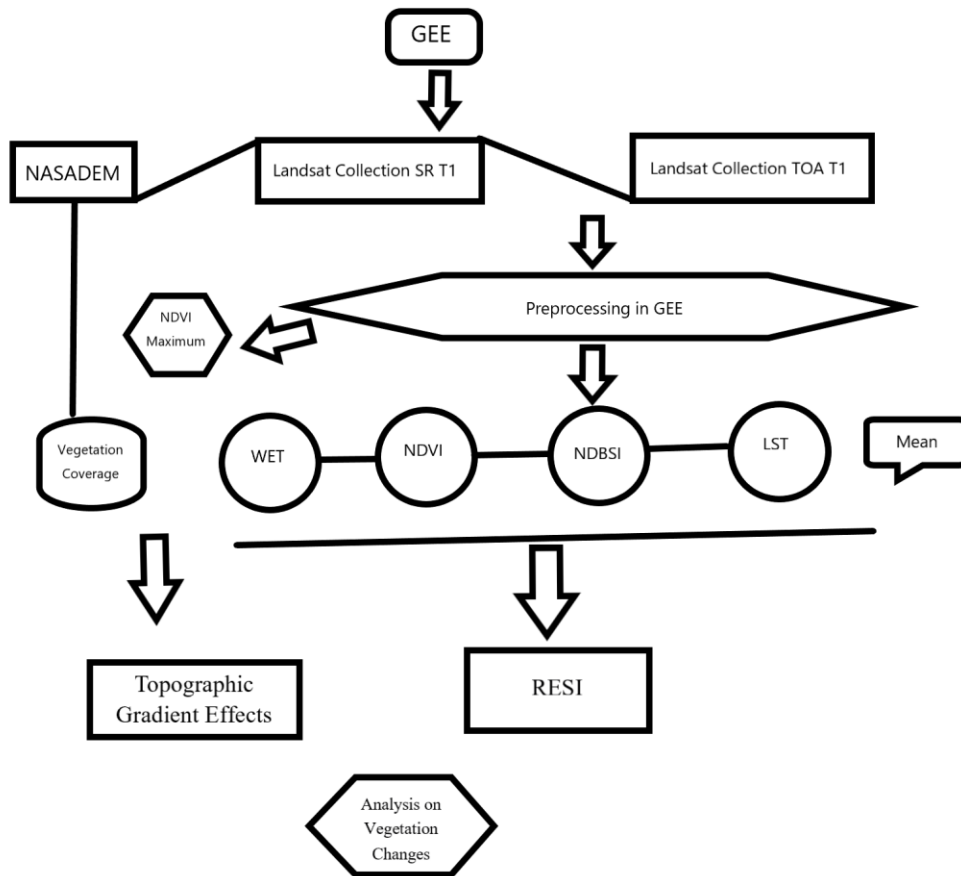 GEE
NASADEM
Landsat Collection SR T1
Landsat Collection TOA T1
Preprocessing in GEE
NDVI
Maximum
Vegetation
Coverage
WET
NDVI
NDBSI
LST
Mean
Topographic
Gradient Effects
RESI
Analysis on
Vegetation
Changes